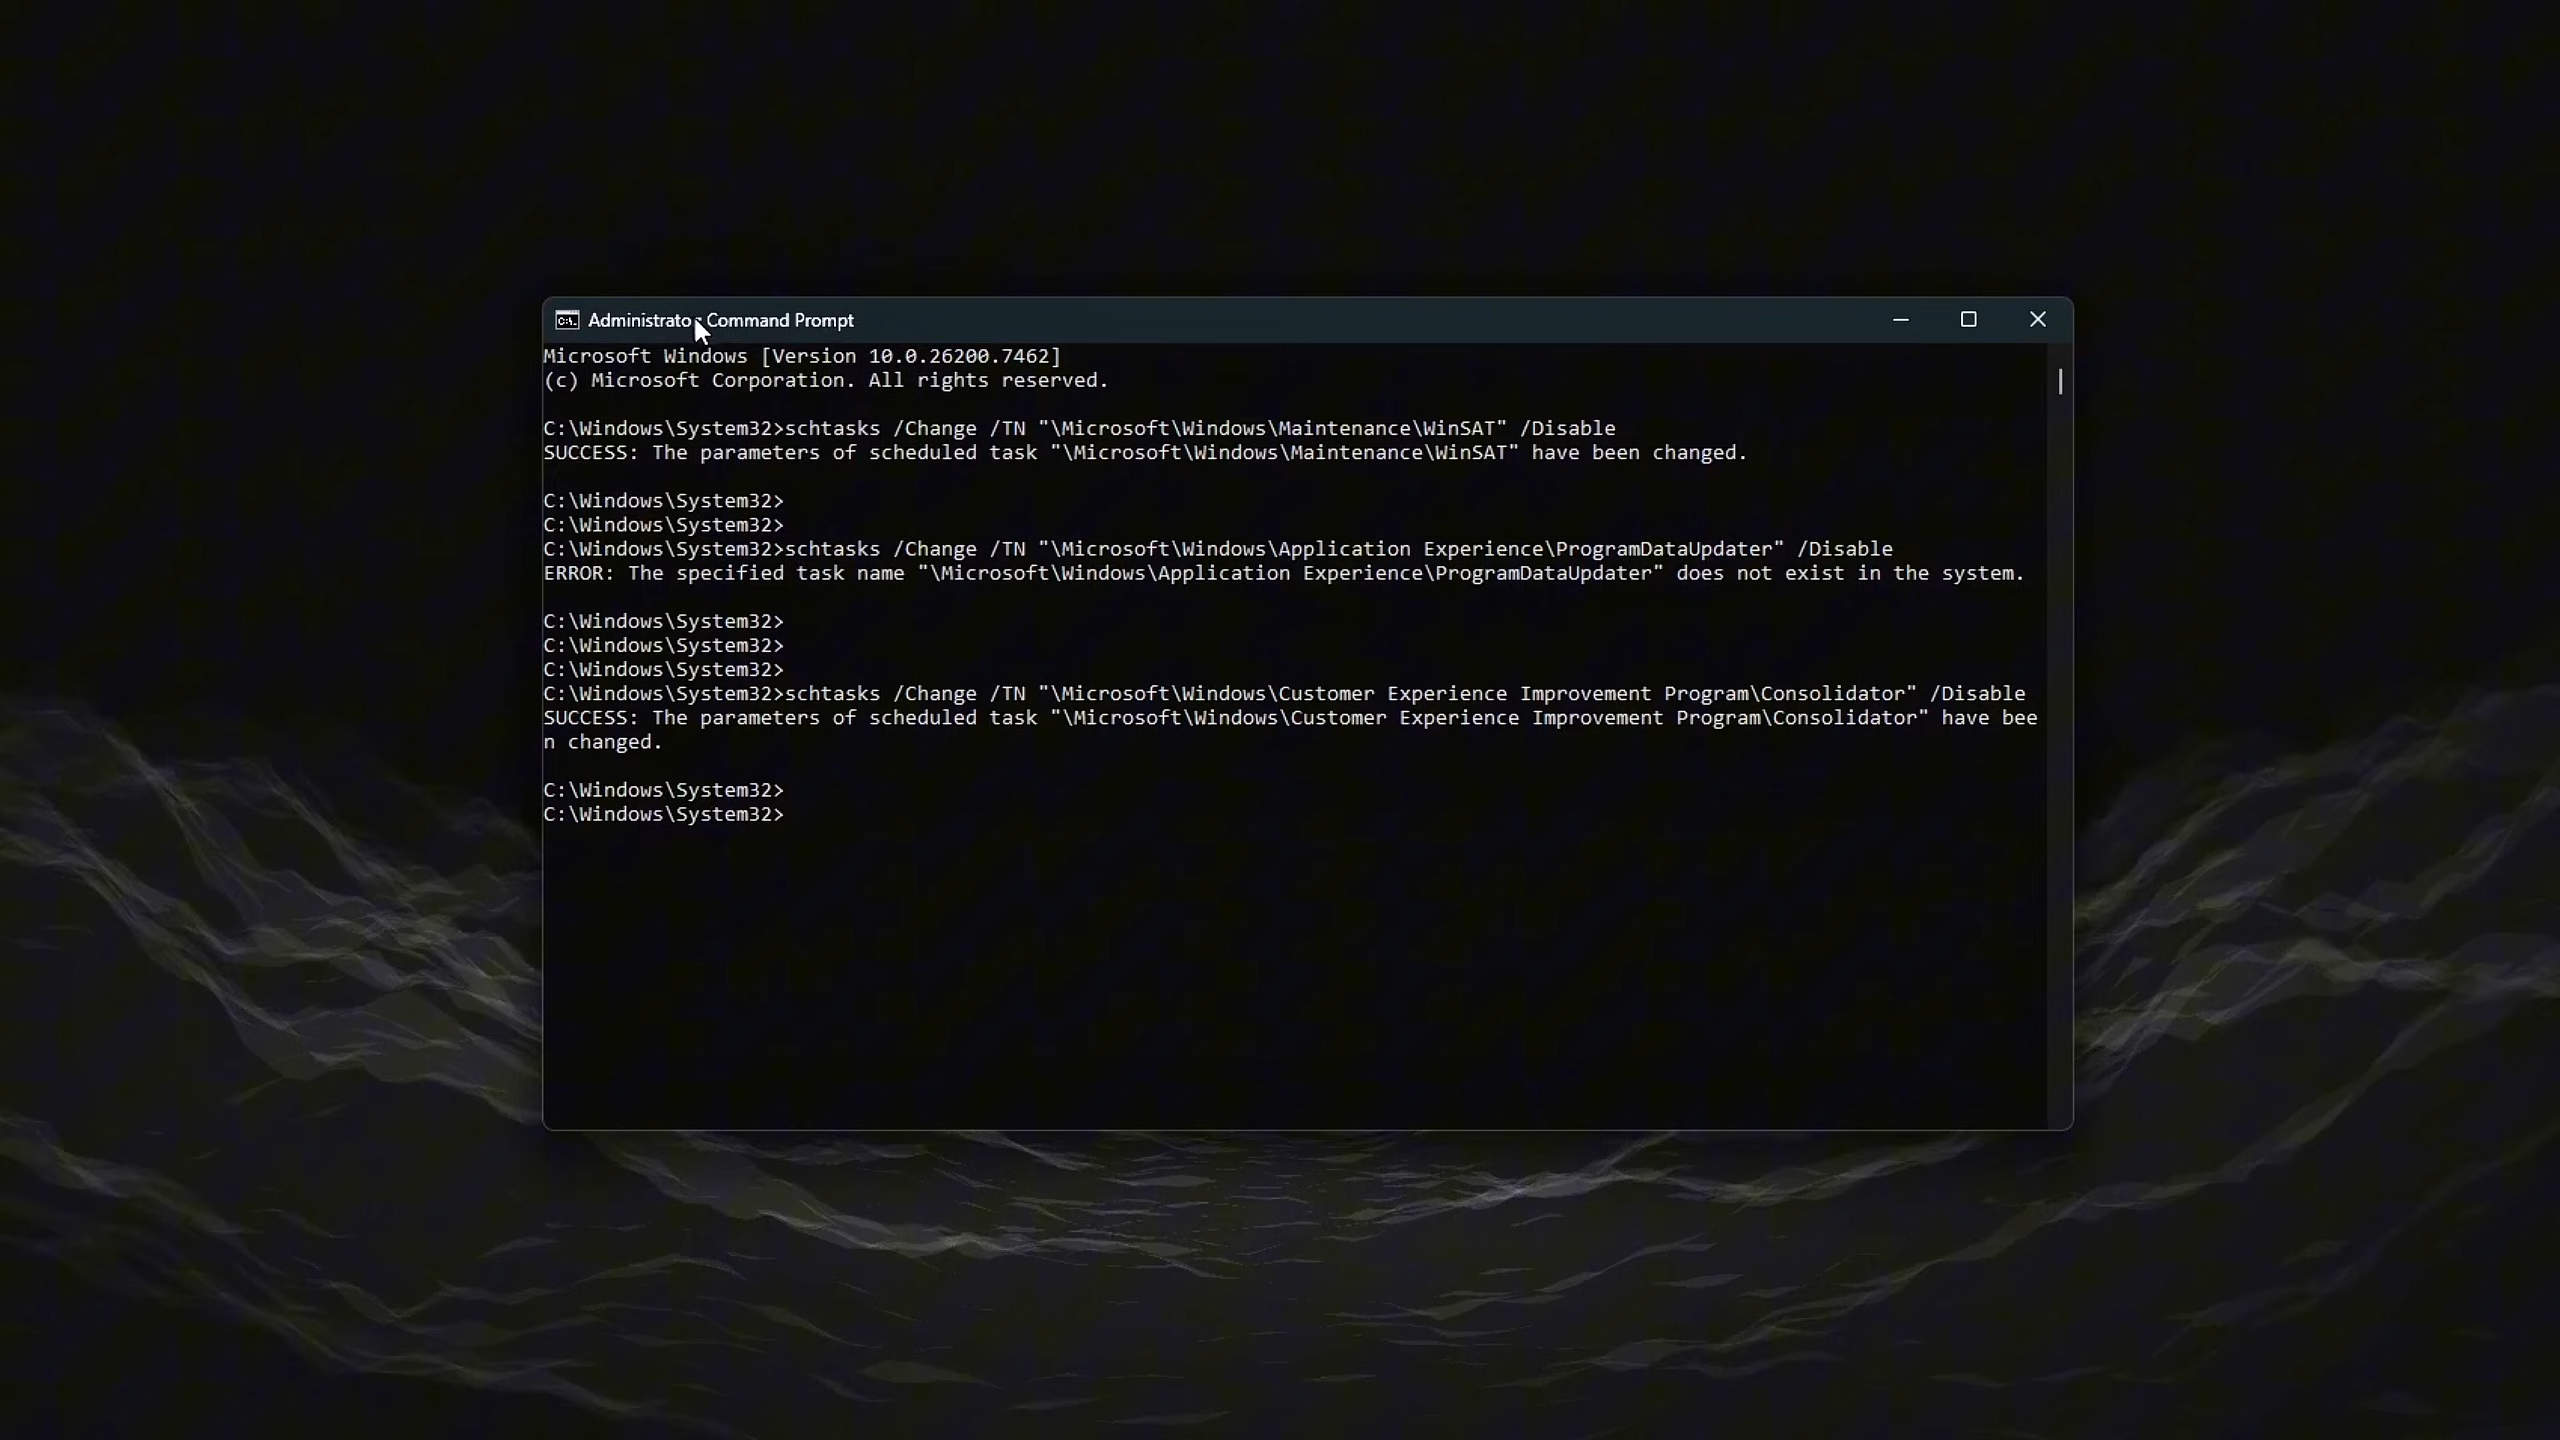 Administrator: Command Prompt
Microsoft Windows [Version 10.0.26200.7462]
(c) Microsoft Corporation. All rights reserved.
C:\Windows\System32>schtasks /Change /TN "\Microsoft\Windows\Maintenance\WinSAT" /Disable
SUCCESS: The parameters of scheduled task "\Microsoft\Windows\Maintenance\WinSAT" have been changed.
C:\Windows\System32>
C:\Windows\System32>
C:\Windows\System32>schtasks /Change /TN "\Microsoft\Windows\Application Experience\ProgramDataUpdater" /Disable
ERROR: The specified task name "\Microsoft\Windows\Application Experience\ProgramDataUpdater" does not exist in the system.
C:\Windows\System32>
C:\Windows\System32>
C:\Windows\System32>
C:\Windows\System32>schtasks /Change /TN "\Microsoft\Windows\Customer Experience Improvement Program\Consolidator" /Disable
SUCCESS: The parameters of scheduled task "\Microsoft\Windows\Customer Experience Improvement Program\Consolidator" have bee
n changed.
C:\Windows\System32>
C:\Windows\System32>